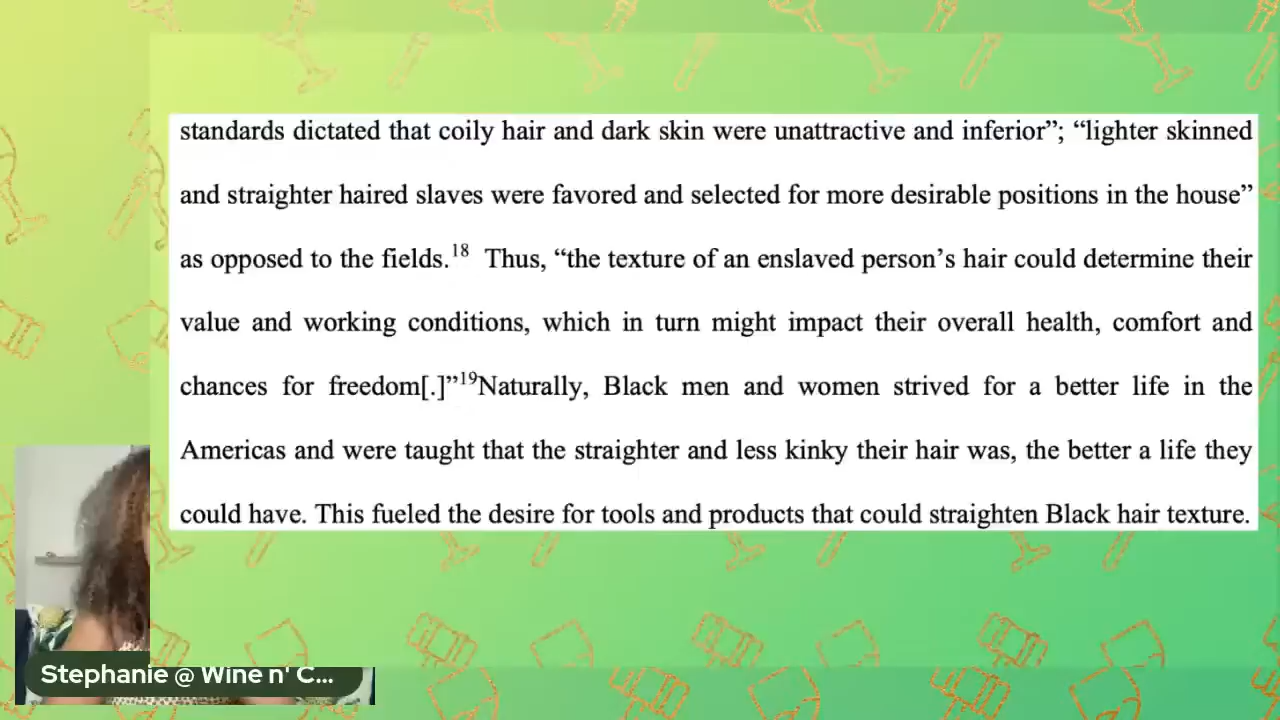 standards dictated that coily hair and dark skin were unattractive and inferior”; “lighter skinned
and straighter haired slaves were favored and selected for more desirable positions in the house”
as opposed to the fields.18 Thus, “the texture of an enslaved person’s hair could determine their
value and working conditions, which in turn might impact their overall health, comfort and
chances for freedom[.]”19Naturally, Black men and women strived for a better life in the
Americas and were taught that the straighter and less kinky their hair was, the better a life they
could have. This fueled the desire for tools and products that could straighten Black hair texture.
Stephanie @ Wine n' C...